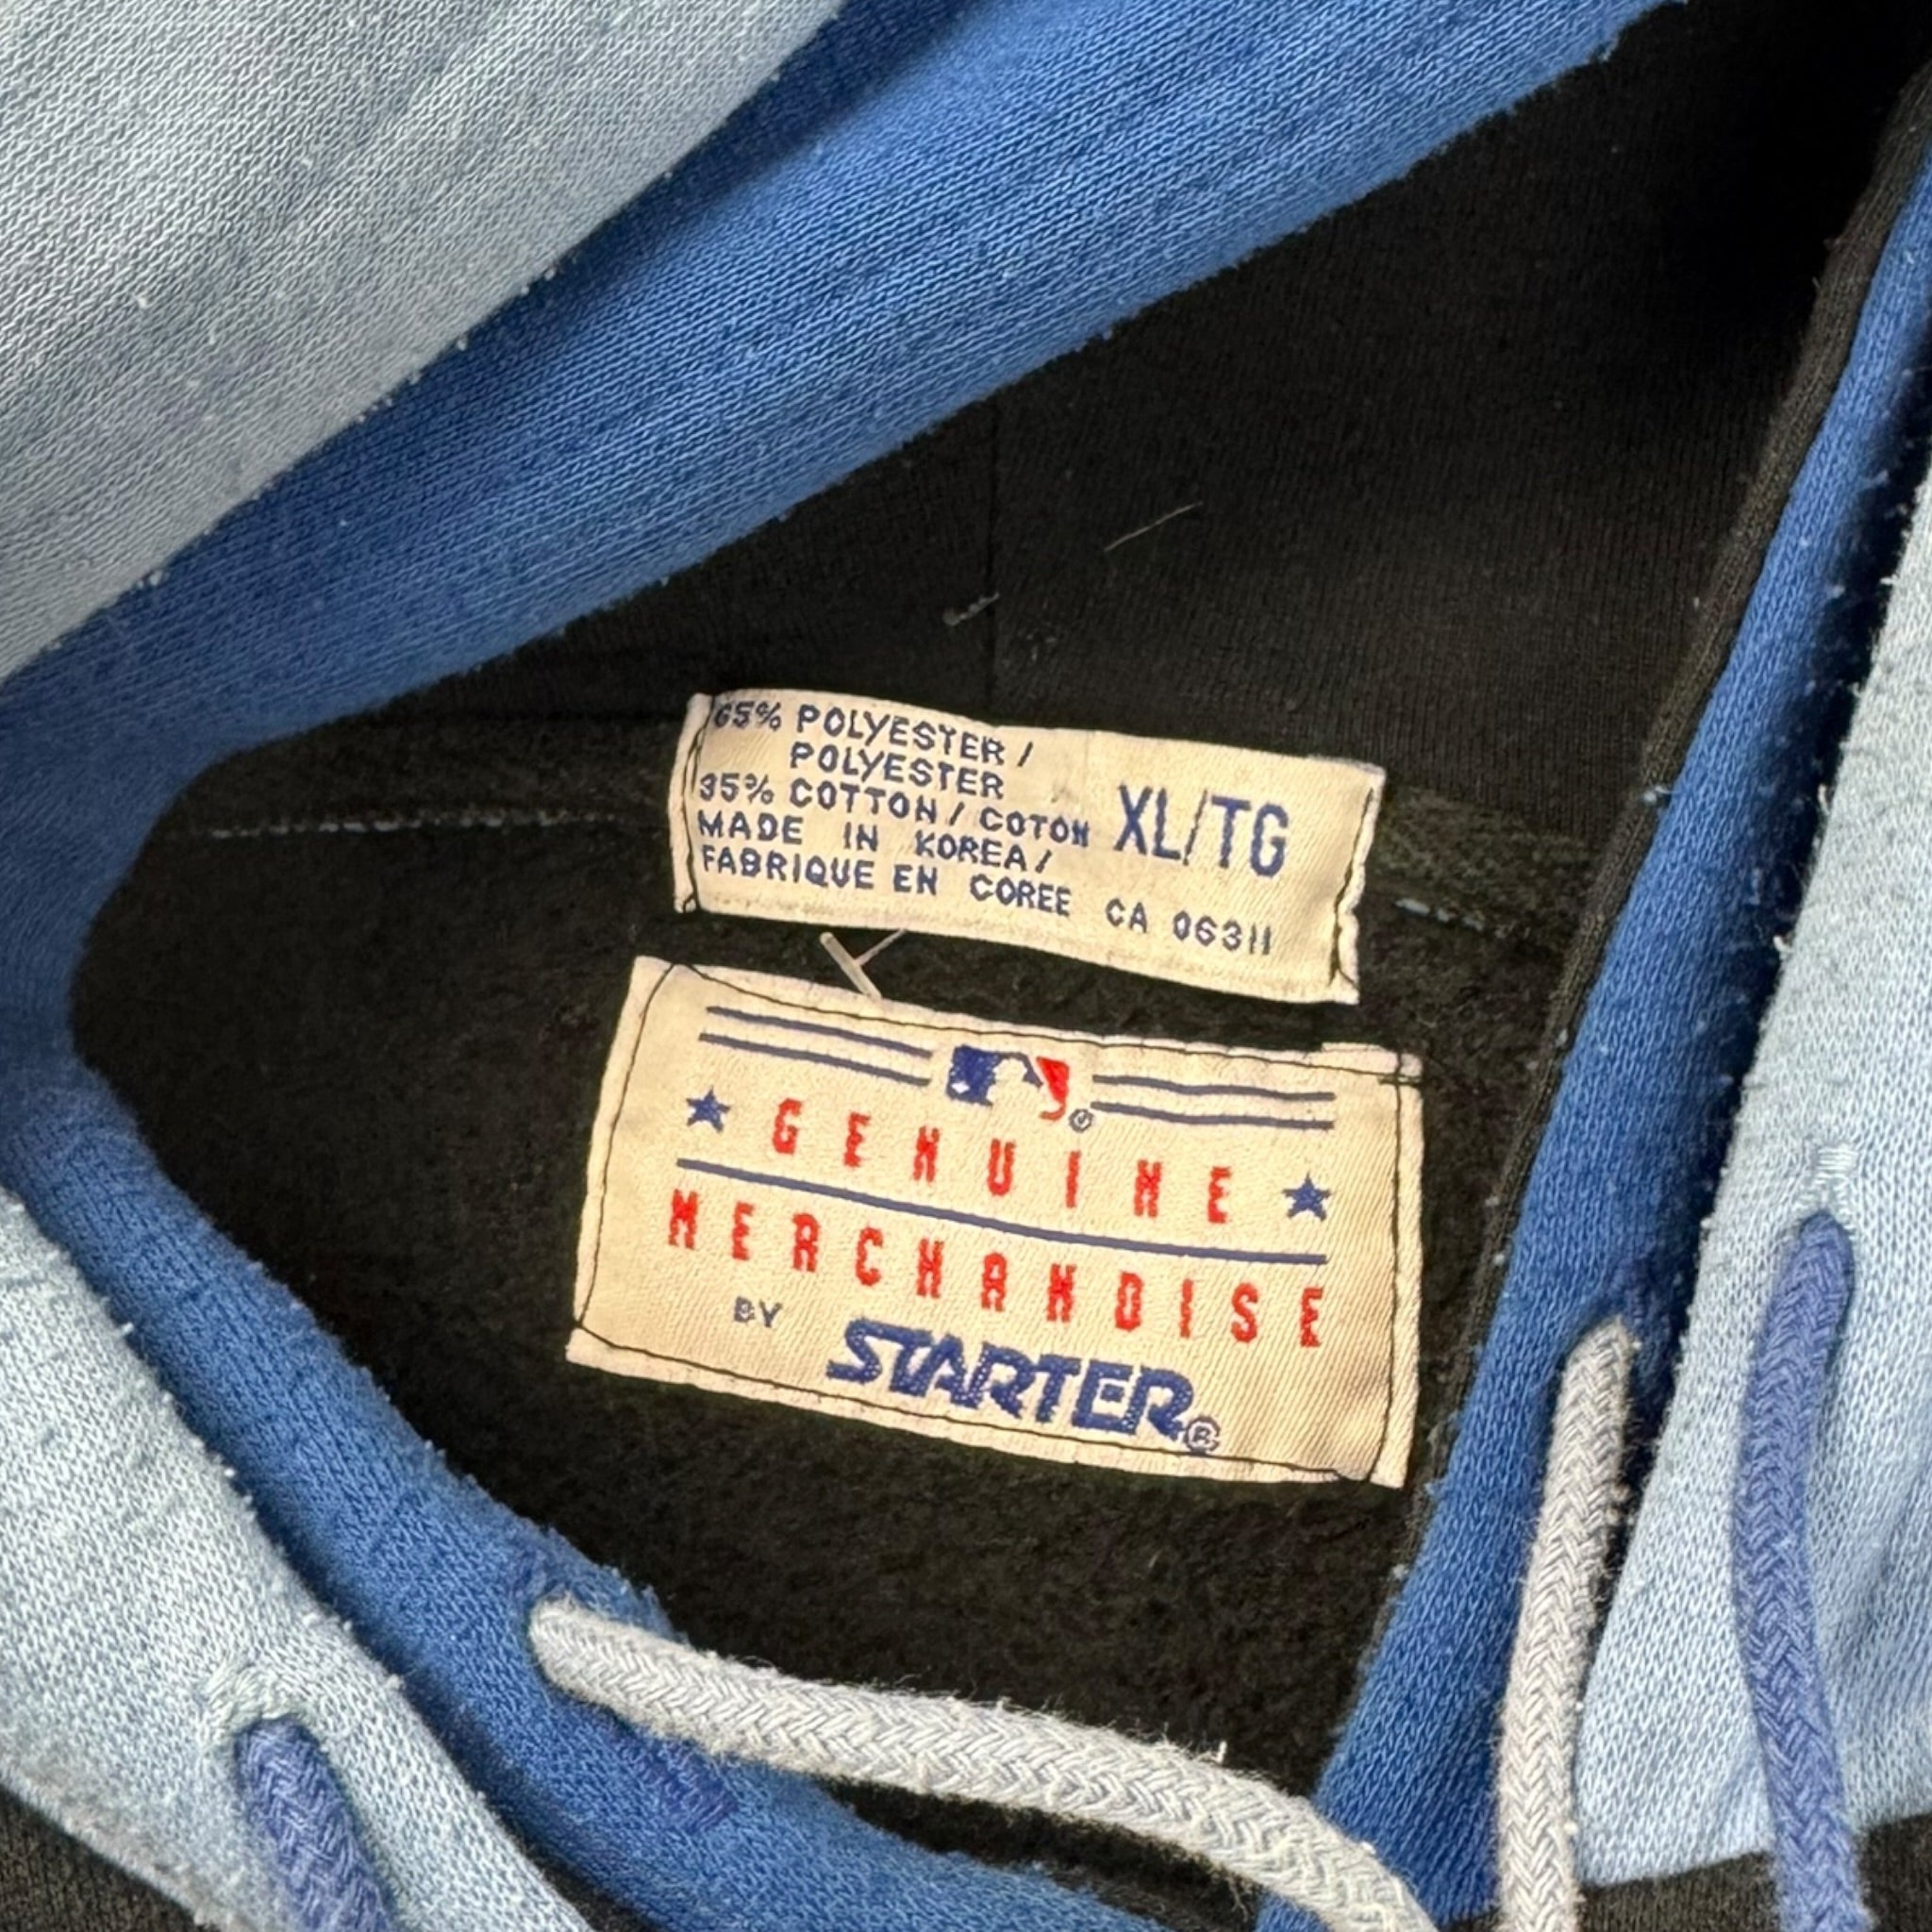 65% POLYESTER /
POLYESTER
35% COTTON / COTON
XL/TG
MADE IN KOREA /
FABRIQUE EN COREE CA 06311
®
GENUINE
MERCHANDISE
BY STARTER®